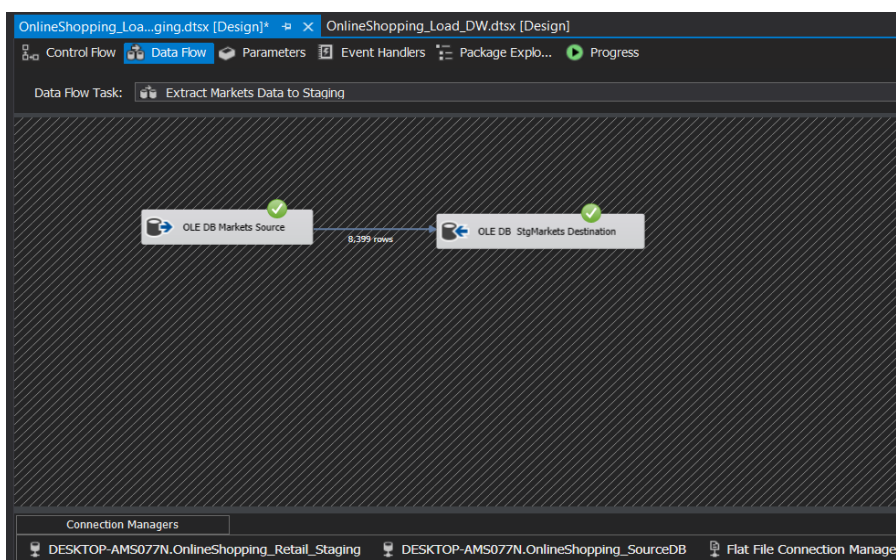 OnlineShopping_Loa...ging.dtsx [Design]* OnlineShopping_Load_DW.dtsx [Design]
Control Flow Data Flow Parameters Event Handlers Package Explo... Progress
Data Flow Task: Extract Markets Data to Staging
OLE DB Markets Source
OLE DB StgMarkets Destination
8,399 rows
Connection Managers
DESKTOP-AMS077N.OnlineShopping_Retail_Staging DESKTOP-AMS077N.OnlineShopping_SourceDB Flat File Connection Manage